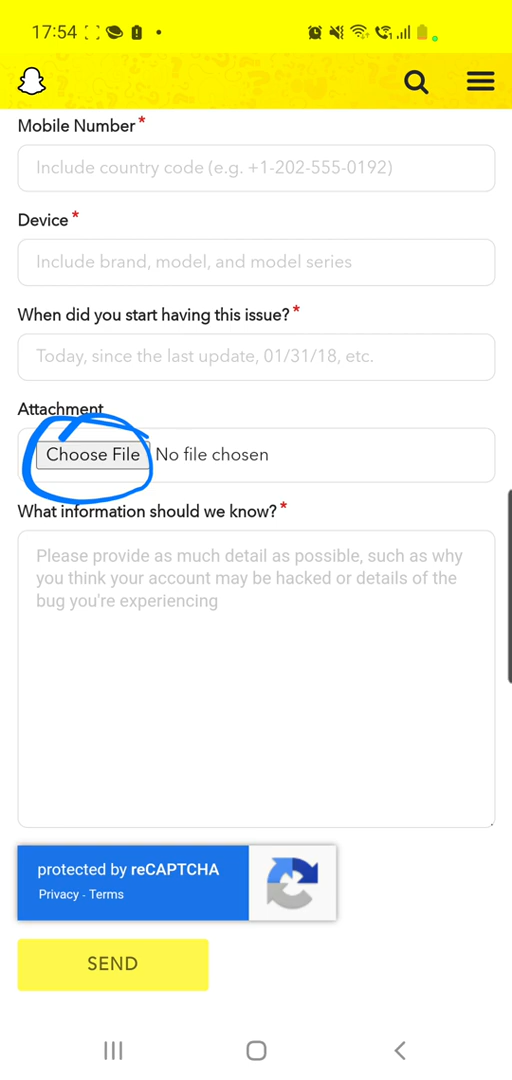 17:54
Mobile Number*
Include country code (e.g. +1-202-555-0192)
Device*
Include brand, model, and model series
When did you start having this issue?*
Today, since the last update, 01/31/18, etc.
Attachment
Choose File No file chosen
What information should we know?*
Please provide as much detail as possible, such as why
you think your account may be hacked or details of the
bug you're experiencing
protected by reCAPTCHA
Privacy - Terms
SEND